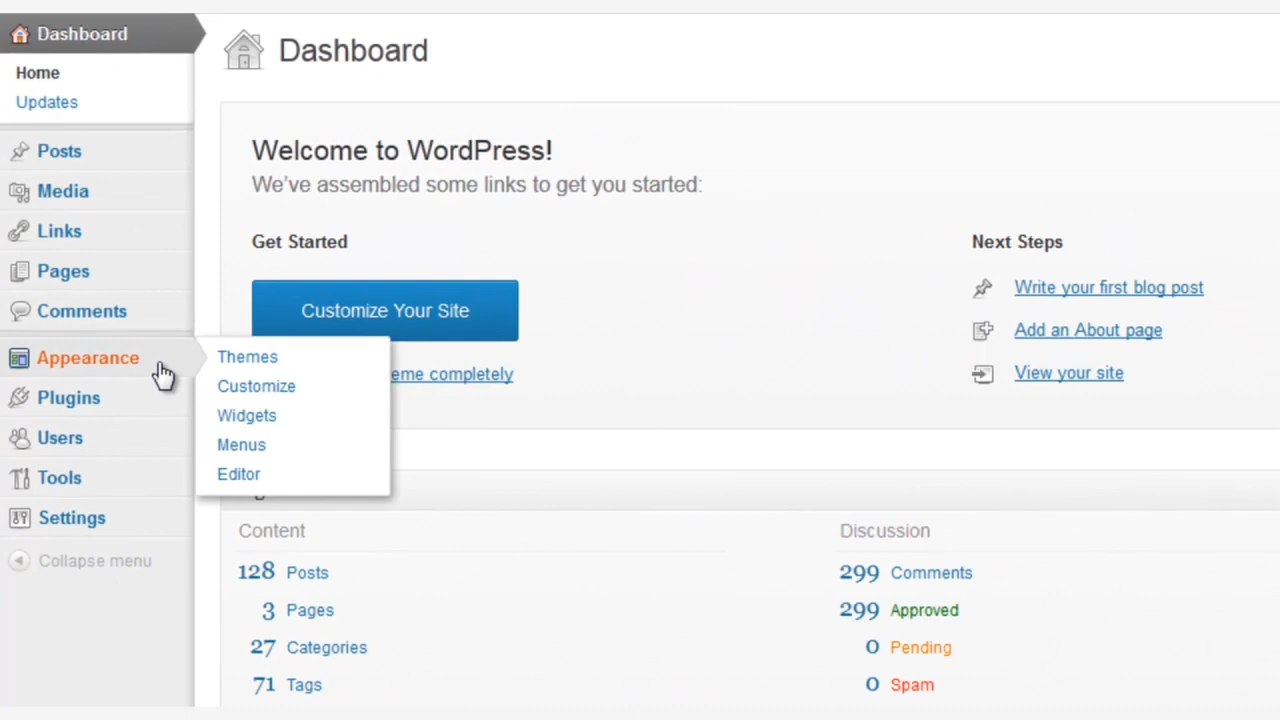 Dashboard
Home
Updates
Posts
Media
Links
Pages
Comments
Appearance
Plugins
Users
Tools
Settings
Collapse menu
Themes
Customize
Widgets
Menus
Editor
Dashboard
Welcome to WordPress!
We've assembled some links to get you started:
Get Started
Customize Your Site
completely
Next Steps
Write your first blog post
Add an About page
View your site
Content
128 Posts
3 Pages
27 Categories
71 Tags
Discussion
299 Comments
299 Approved
0 Pending
0 Spam